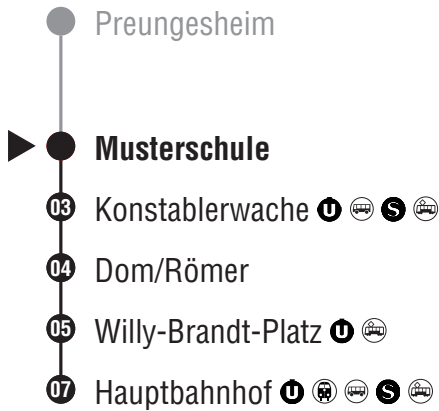 Preungesheim
Musterschule
03 Konstablerwache U S
04 Dom/Römer
05 Willy-Brandt-Platz U
07 Hauptbahnhof U S